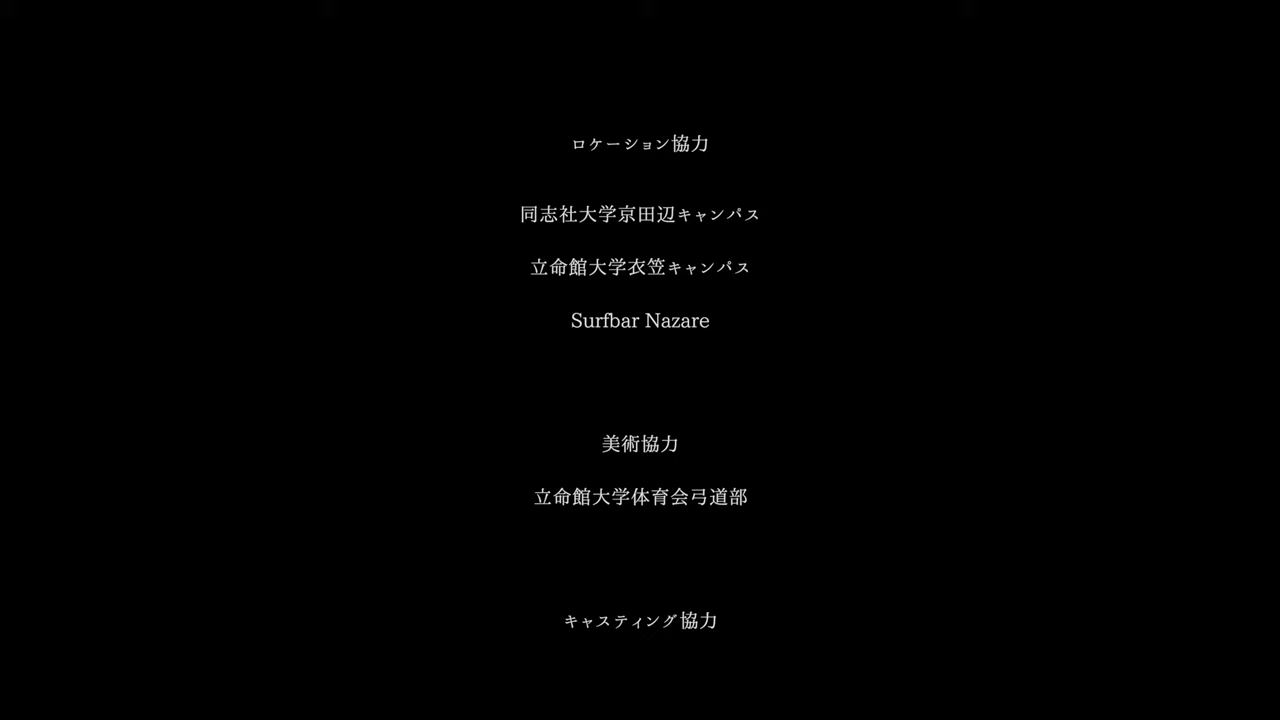 ロケーション協力
同志社大学京田辺キャンパス
立命館大学衣笠キャンパス
Surfbar Nazare
美術協力
立命館大学体育会弓道部
キャスティング協力